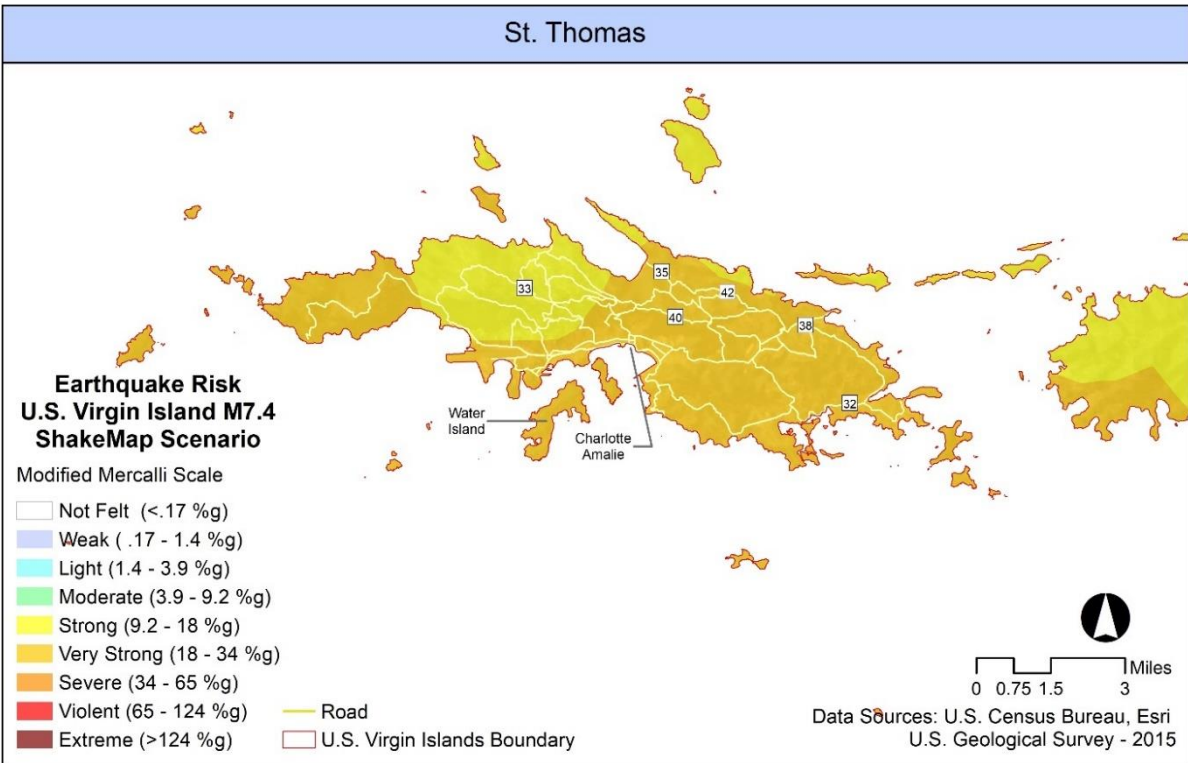 St. Thomas
35
33
42
40
38
32
Water
Island
Charlotte
Amalie
Earthquake Risk
U.S. Virgin Island M7.4
ShakeMap Scenario
Modified Mercalli Scale
Not Felt (<.17 %g)
Weak ( .17 - 1.4 %g)
Light (1.4 - 3.9 %g)
Moderate (3.9 - 9.2 %g)
Strong (9.2 - 18 %g)
Very Strong (18 - 34 %g)
Severe (34 - 65 %g)
Violent (65 - 124 %g)
Extreme (>124 %g)
Road
U.S. Virgin Islands Boundary
Miles
0 0.75 1.5 3
Data Sources: U.S. Census Bureau, Esri
U.S. Geological Survey - 2015